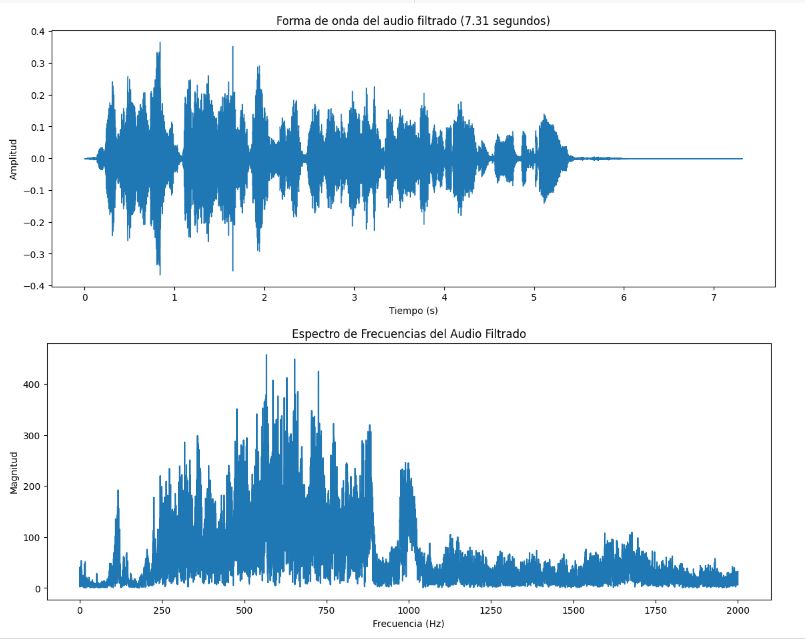 Forma de onda del audio filtrado (7.31 segundos)
0.4
0.3
0.2
0.1
0.0
−0.1
−0.2
−0.3
−0.4
Amplitud
0 1 2 3 4 5 6 7
Tiempo (s)
Espectro de Frecuencias del Audio Filtrado
400
300
200
100
0
Magnitud
0 250 500 750 1000 1250 1500 1750 2000
Frecuencia (Hz)